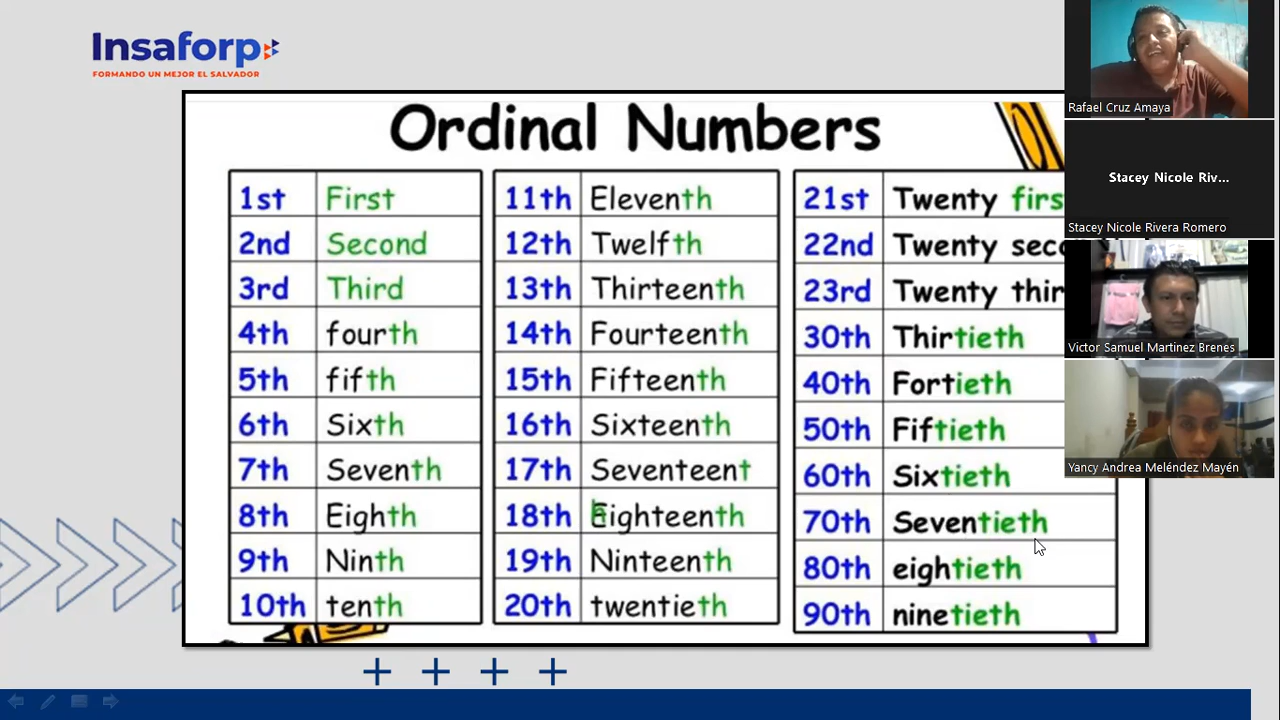 Insaforp
FORMANDO UN MEJOR EL SALVADOR
Ordinal Numbers
1st First
2nd Second
3rd Third
4th fourth
5th fifth
6th Sixth
7th Seventh
8th Eighth
9th Ninth
10th tenth
11th Eleventh
12th Twelfth
13th Thirteenth
14th Fourteenth
15th Fifteenth
16th Sixteenth
17th Seventeent
h
18th Eighteenth
19th Ninteenth
20th twentieth
21st Twenty firs
22nd Twenty seco
23rd Twenty thir
30th Thirtieth
40th Fortieth
50th Fiftieth
60th Sixtieth
70th Seventieth
80th eightieth
90th ninetieth
Rafael Cruz Amaya
Stacey Nicole Riv...
Stacey Nicole Rivera Romero
Victor Samuel Martinez Brenes
Yancy Andrea Meléndez Mayén